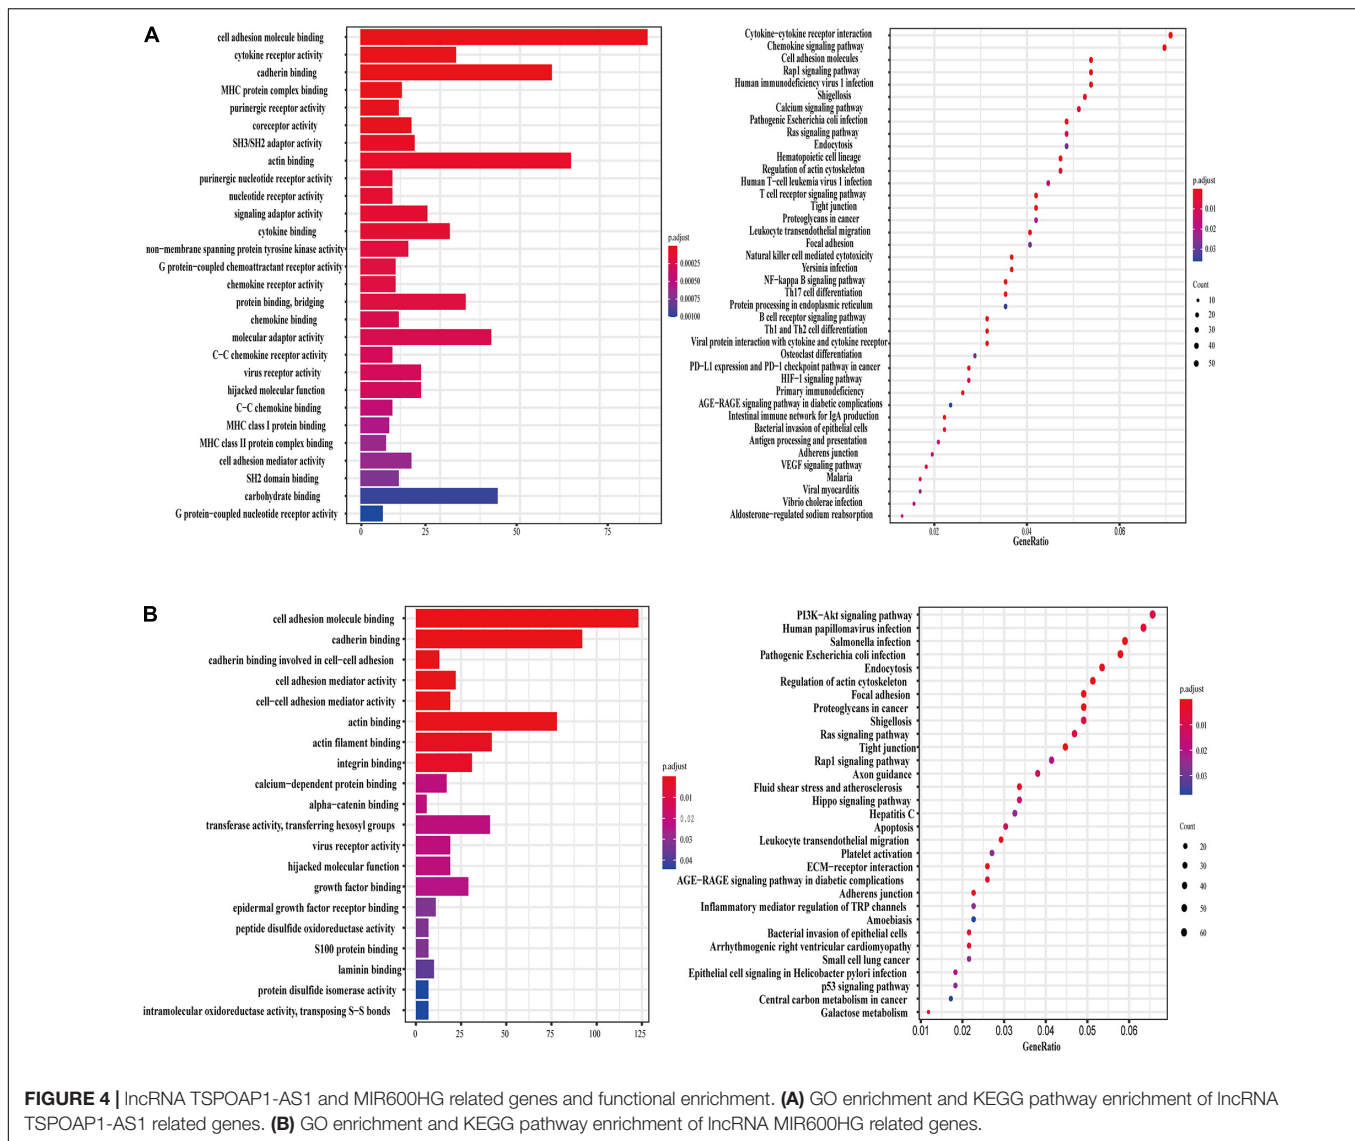 A
cell adhesion molecule binding
cytokine receptor activity
cadherin binding
MHC protein complex binding
purinergic receptor activity
coreceptor activity
SH3/SH2 adaptor activity
actin binding
purinergic nucleotide receptor activity
nucleotide receptor activity
signaling adaptor activity
cytokine binding
non-membrane spanning protein tyrosine kinase activity
G protein-coupled chemoattractant receptor activity
chemokine receptor activity
protein binding, bridging
chemokine binding
molecular adaptor activity
C-C chemokine receptor activity
virus receptor activity
hijacked molecular function
C-C chemokine binding
MHC class I protein binding
MHC class II protein complex binding
cell adhesion mediator activity
SH2 domain binding
carbohydrate binding
G protein-coupled nucleotide receptor activity
0 25 50 75
p.adjust
0.00025
0.00050
0.00075
0.00100
Cytokine-cytokine receptor interaction
Chemokine signaling pathway
Cell adhesion molecules
Rap1 signaling pathway
Human immunodeficiency virus 1 infection
Shigellosis
Calcium signaling pathway
Pathogenic Escherichia coli infection
Ras signaling pathway
Endocytosis
Hematopoietic cell lineage
Regulation of actin cytoskeleton
Human T-cell leukemia virus 1 infection
T cell receptor signaling pathway
Tight junction
Proteoglycans in cancer
Leukocyte transendothelial migration
Focal adhesion
Natural killer cell mediated cytotoxicity
Yersinia infection
NF-kappa B signaling pathway
Th17 cell differentiation
Protein processing in endoplasmic reticulum
B cell receptor signaling pathway
Th1 and Th2 cell differentiation
Viral protein interaction with cytokine and cytokine receptor
Osteoclast differentiation
PD-L1 expression and PD-1 checkpoint pathway in cancer
HIF-1 signaling pathway
Primary immunodeficiency
AGE-RAGE signaling pathway in diabetic complications
Intestinal immune network for IgA production
Bacterial invasion of epithelial cells
Antigen processing and presentation
Adherens junction
VEGF signaling pathway
Malaria
Viral myocarditis
Vibrio cholerae infection
Aldosterone-regulated sodium reabsorption
0.02 0.04 0.06
GeneRatio
p.adjust
0.01
0.02
0.03
Count
10
20
30
40
50
B
cell adhesion molecule binding
cadherin binding
cadherin binding involved in cell-cell adhesion
cell adhesion mediator activity
cell-cell adhesion mediator activity
actin binding
actin filament binding
integrin binding
calcium-dependent protein binding
alpha-catenin binding
transferase activity, transferring hexosyl groups
virus receptor activity
hijacked molecular function
growth factor binding
epidermal growth factor receptor binding
peptide disulfide oxidoreductase activity
S100 protein binding
laminin binding
protein disulfide isomerase activity
intramolecular oxidoreductase activity, transposing S-S bonds
0 25 50 75 100 125
p.adjust
0.01
0.02
0.03
0.04
PI3K-Akt signaling pathway
Human papillomavirus infection
Salmonella infection
Pathogenic Escherichia coli infection
Endocytosis
Regulation of actin cytoskeleton
Focal adhesion
Proteoglycans in cancer
Shigellosis
Ras signaling pathway
Tight junction
Rap1 signaling pathway
Axon guidance
Fluid shear stress and atherosclerosis
Hippo signaling pathway
Hepatitis C
Apoptosis
Leukocyte transendothelial migration
Platelet activation
ECM-receptor interaction
AGE-RAGE signaling pathway in diabetic complications
Adherens junction
Inflammatory mediator regulation of TRP channels
Amoebiasis
Bacterial invasion of epithelial cells
Arrhythmogenic right ventricular cardiomyopathy
Small cell lung cancer
Epithelial cell signaling in Helicobacter pylori infection
p53 signaling pathway
Central carbon metabolism in cancer
Galactose metabolism
0.01 0.02 0.03 0.04 0.05 0.06
GeneRatio
p.adjust
0.01
0.02
0.03
Count
20
30
40
50
60
FIGURE 4 | lncRNA TSPOAP1-AS1 and MIR600HG related genes and functional enrichment. (A) GO enrichment and KEGG pathway enrichment of lncRNA
TSPOAP1-AS1 related genes. (B) GO enrichment and KEGG pathway enrichment of lncRNA MIR600HG related genes.